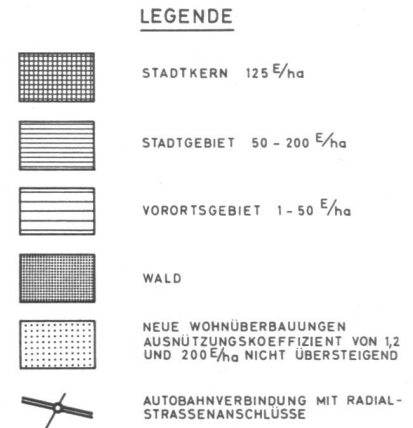 LEGENDE
STADTKERN 125 E/ha
STADTGEBIET 50 - 200 E/ha
VORORTSGEBIET 1 - 50 E/ha
WALD
NEUE WOHNÜBERBAUUNGEN
AUSNÜTZUNGSKOEFFIZIENT VON 1,2
UND 200 E/ha NICHT ÜBERSTEIGEND
AUTOBAHNVERBINDUNG MIT RADIAL-
STRASSENANSCHLÜSSE